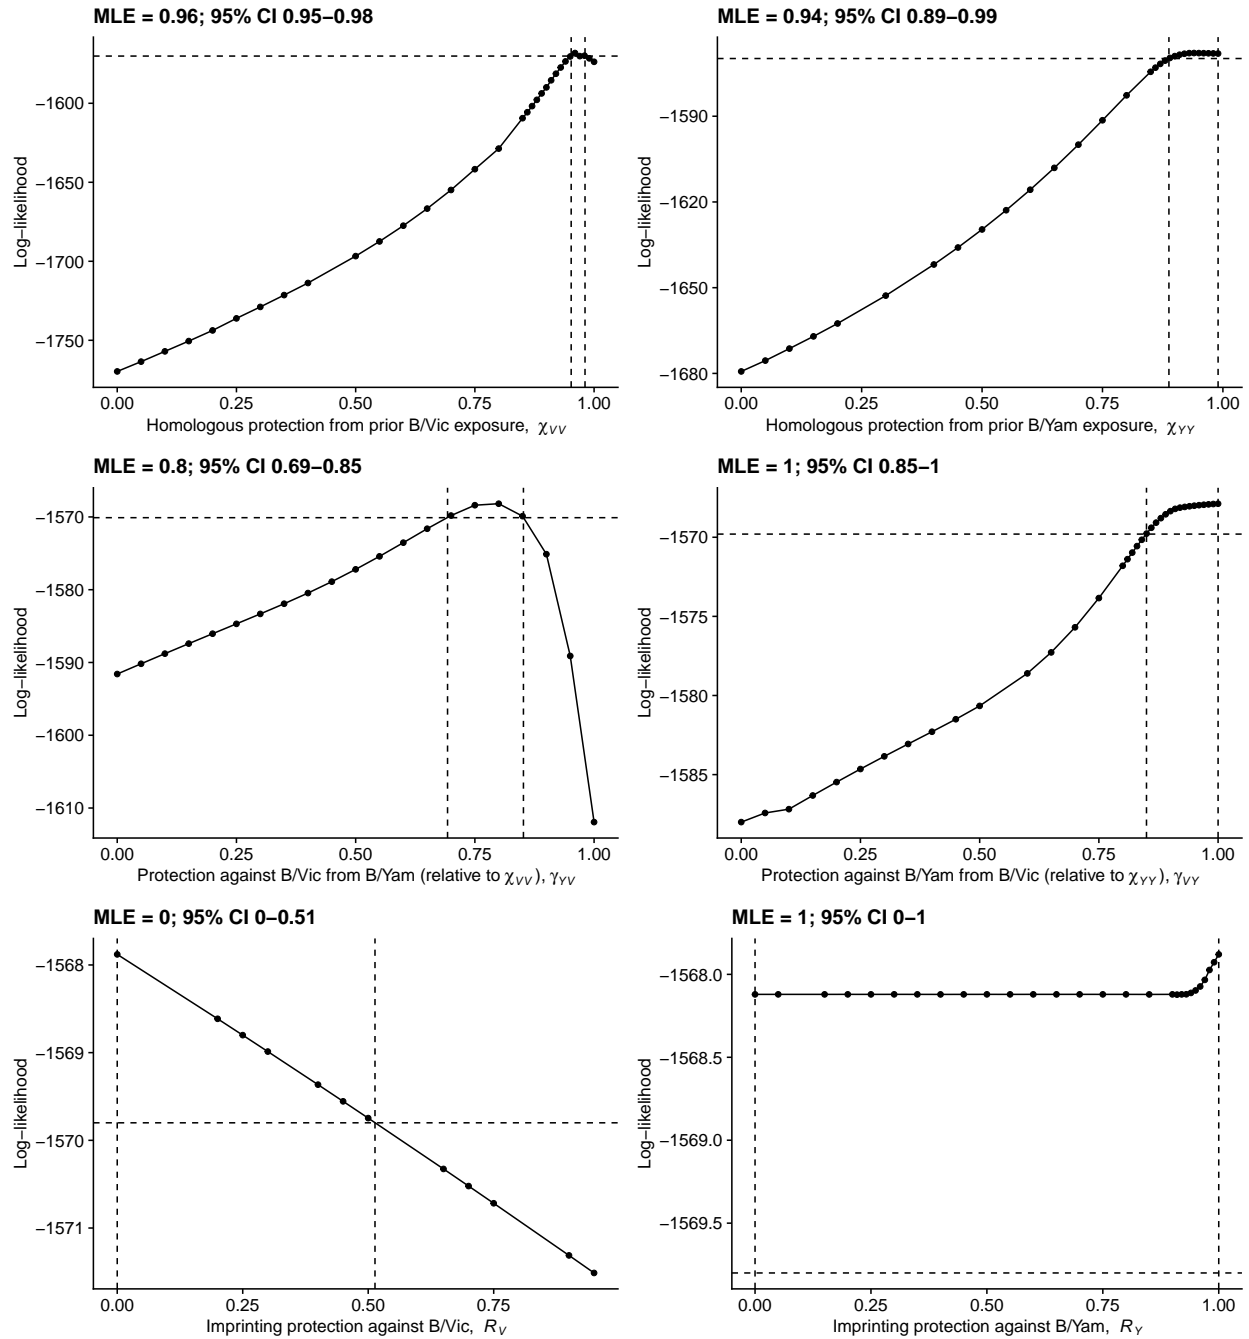 MLE = 0.96; 95% CI 0.95−0.98
−1600
−1650
−1700
−1750
Log−likelihood
0.00 0.25 0.50 0.75 1.00
Homologous protection from prior B/Vic exposure, χVV
MLE = 0.94; 95% CI 0.89−0.99
−1590
−1620
−1650
−1680
Log−likelihood
0.00 0.25 0.50 0.75 1.00
Homologous protection from prior B/Yam exposure, χYY
MLE = 0.8; 95% CI 0.69−0.85
−1570
−1580
−1590
−1600
−1610
Log−likelihood
0.00 0.25 0.50 0.75 1.00
Protection against B/Vic from B/Yam (relative to χVV), γYV
MLE = 1; 95% CI 0.85−1
−1570
−1575
−1580
−1585
Log−likelihood
0.00 0.25 0.50 0.75 1.00
Protection against B/Yam from B/Vic (relative to χYY), γVY
MLE = 0; 95% CI 0−0.51
−1568
−1569
−1570
−1571
Log−likelihood
0.00 0.25 0.50 0.75
Imprinting protection against B/Vic, RV
MLE = 1; 95% CI 0−1
−1568.0
−1568.5
−1569.0
−1569.5
Log−likelihood
0.00 0.25 0.50 0.75 1.00
Imprinting protection against B/Yam, RY